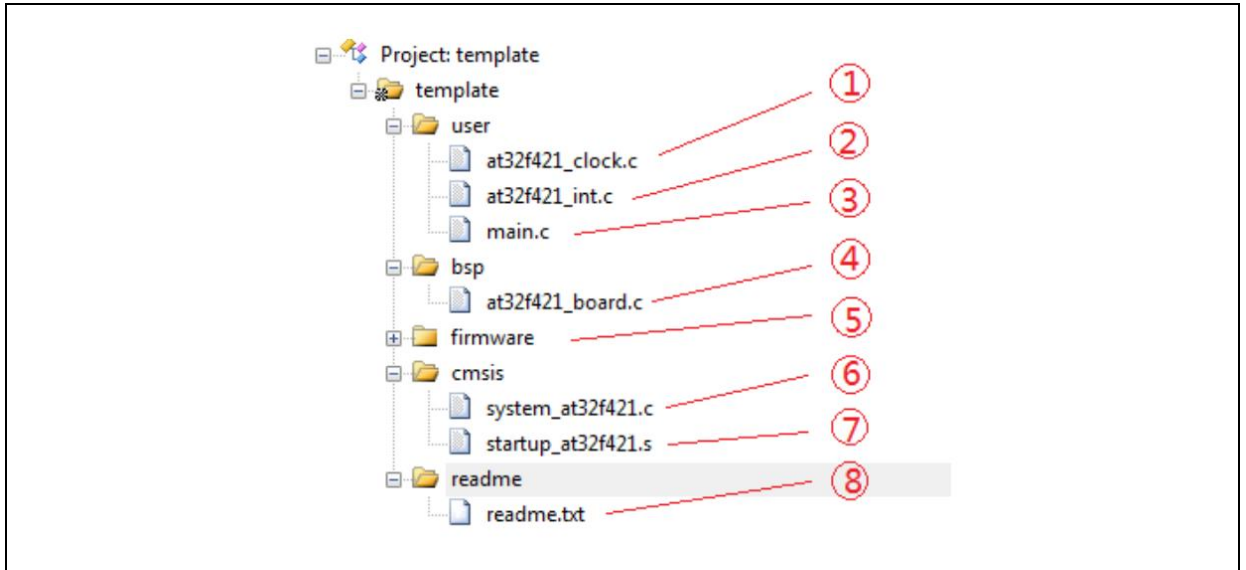 Project: template
template
①
user
at32f421_clock.c
②
at32f421_int.c
③
main.c
④
bsp
at32f421_board.c
⑤
firmware
cmsis
⑥
system_at32f421.c
⑦
startup_at32f421.s
readme
⑧
readme.txt